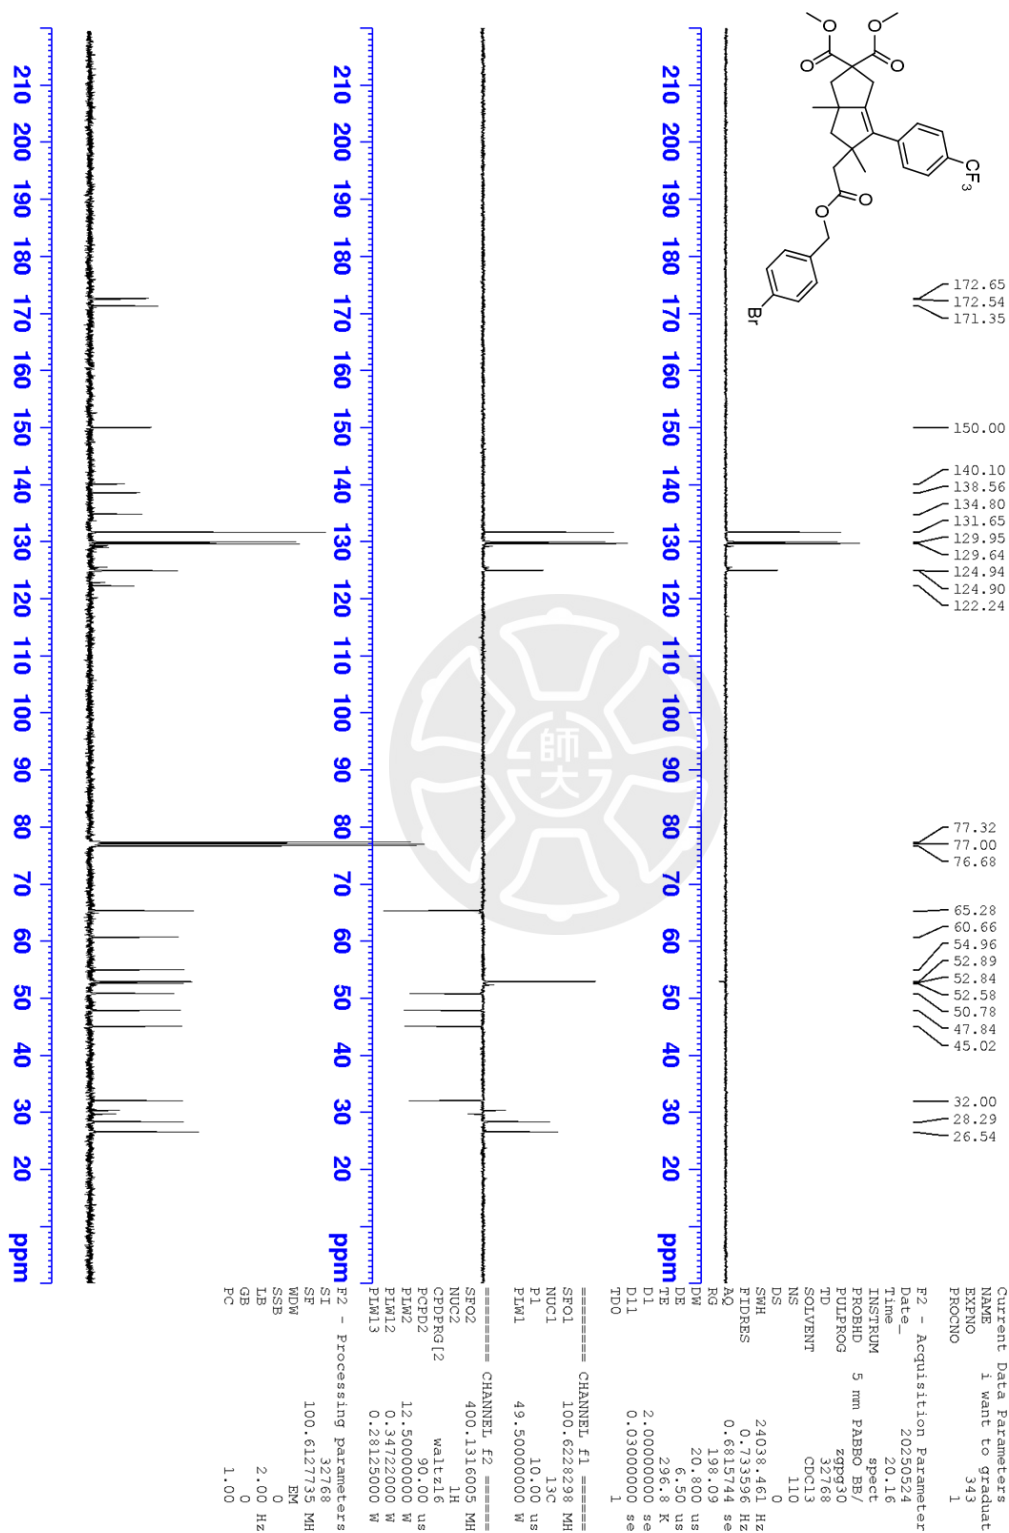 O
O
O
O
CF3
O
O
Br
172.65
172.54
171.35
150.00
140.10
138.56
134.80
131.65
129.95
129.64
124.94
124.90
122.24
77.32
77.00
76.68
65.28
60.66
54.96
52.89
52.84
52.58
50.78
47.84
45.02
32.00
28.29
26.54
210 200 190 180 170 160 150 140 130 120 110 100 90 80 70 60 50 40 30 20 ppm
210 200 190 180 170 160 150 140 130 120 110 100 90 80 70 60 50 40 30 20 ppm
210 200 190 180 170 160 150 140 130 120 110 100 90 80 70 60 50 40 30 20 ppm
師大
Current Data Parameters
NAME i want to graduat
EXPNO 343
PROCNO 1
F2 - Acquisition Parameter
Date_ 20250524
Time 20.16
INSTRUM spect
PROBHD 5 mm PABBO BB/
PULPROG zgpg30
TD 32768
SOLVENT CDCl3
NS 110
DS 0
SWH 24038.461 Hz
FIDRES 0.733596 Hz
AQ 0.6815744 se
RG 198.09
DW 20.800 us
DE 6.50 us
TE 296.8 K
D1 2.00000000 se
D11 0.03000000 se
TD0 1
======== CHANNEL f1 ========
SFO1 100.6228298 MH
NUC1 13C
P1 10.00 us
PLW1 49.50000000 W
======== CHANNEL f2 ========
SFO2 400.1316005 MH
NUC2 1H
CPDPRG[2 waltz16
PCPD2 90.00 us
PLW2 12.50000000 W
PLW12 0.34722000 W
PLW13 0.28125000 W
F2 - Processing parameters
SI 32768
SF 100.6127735 MH
WDW EM
SSB 0
LB 2.00 Hz
GB 0
PC 1.00